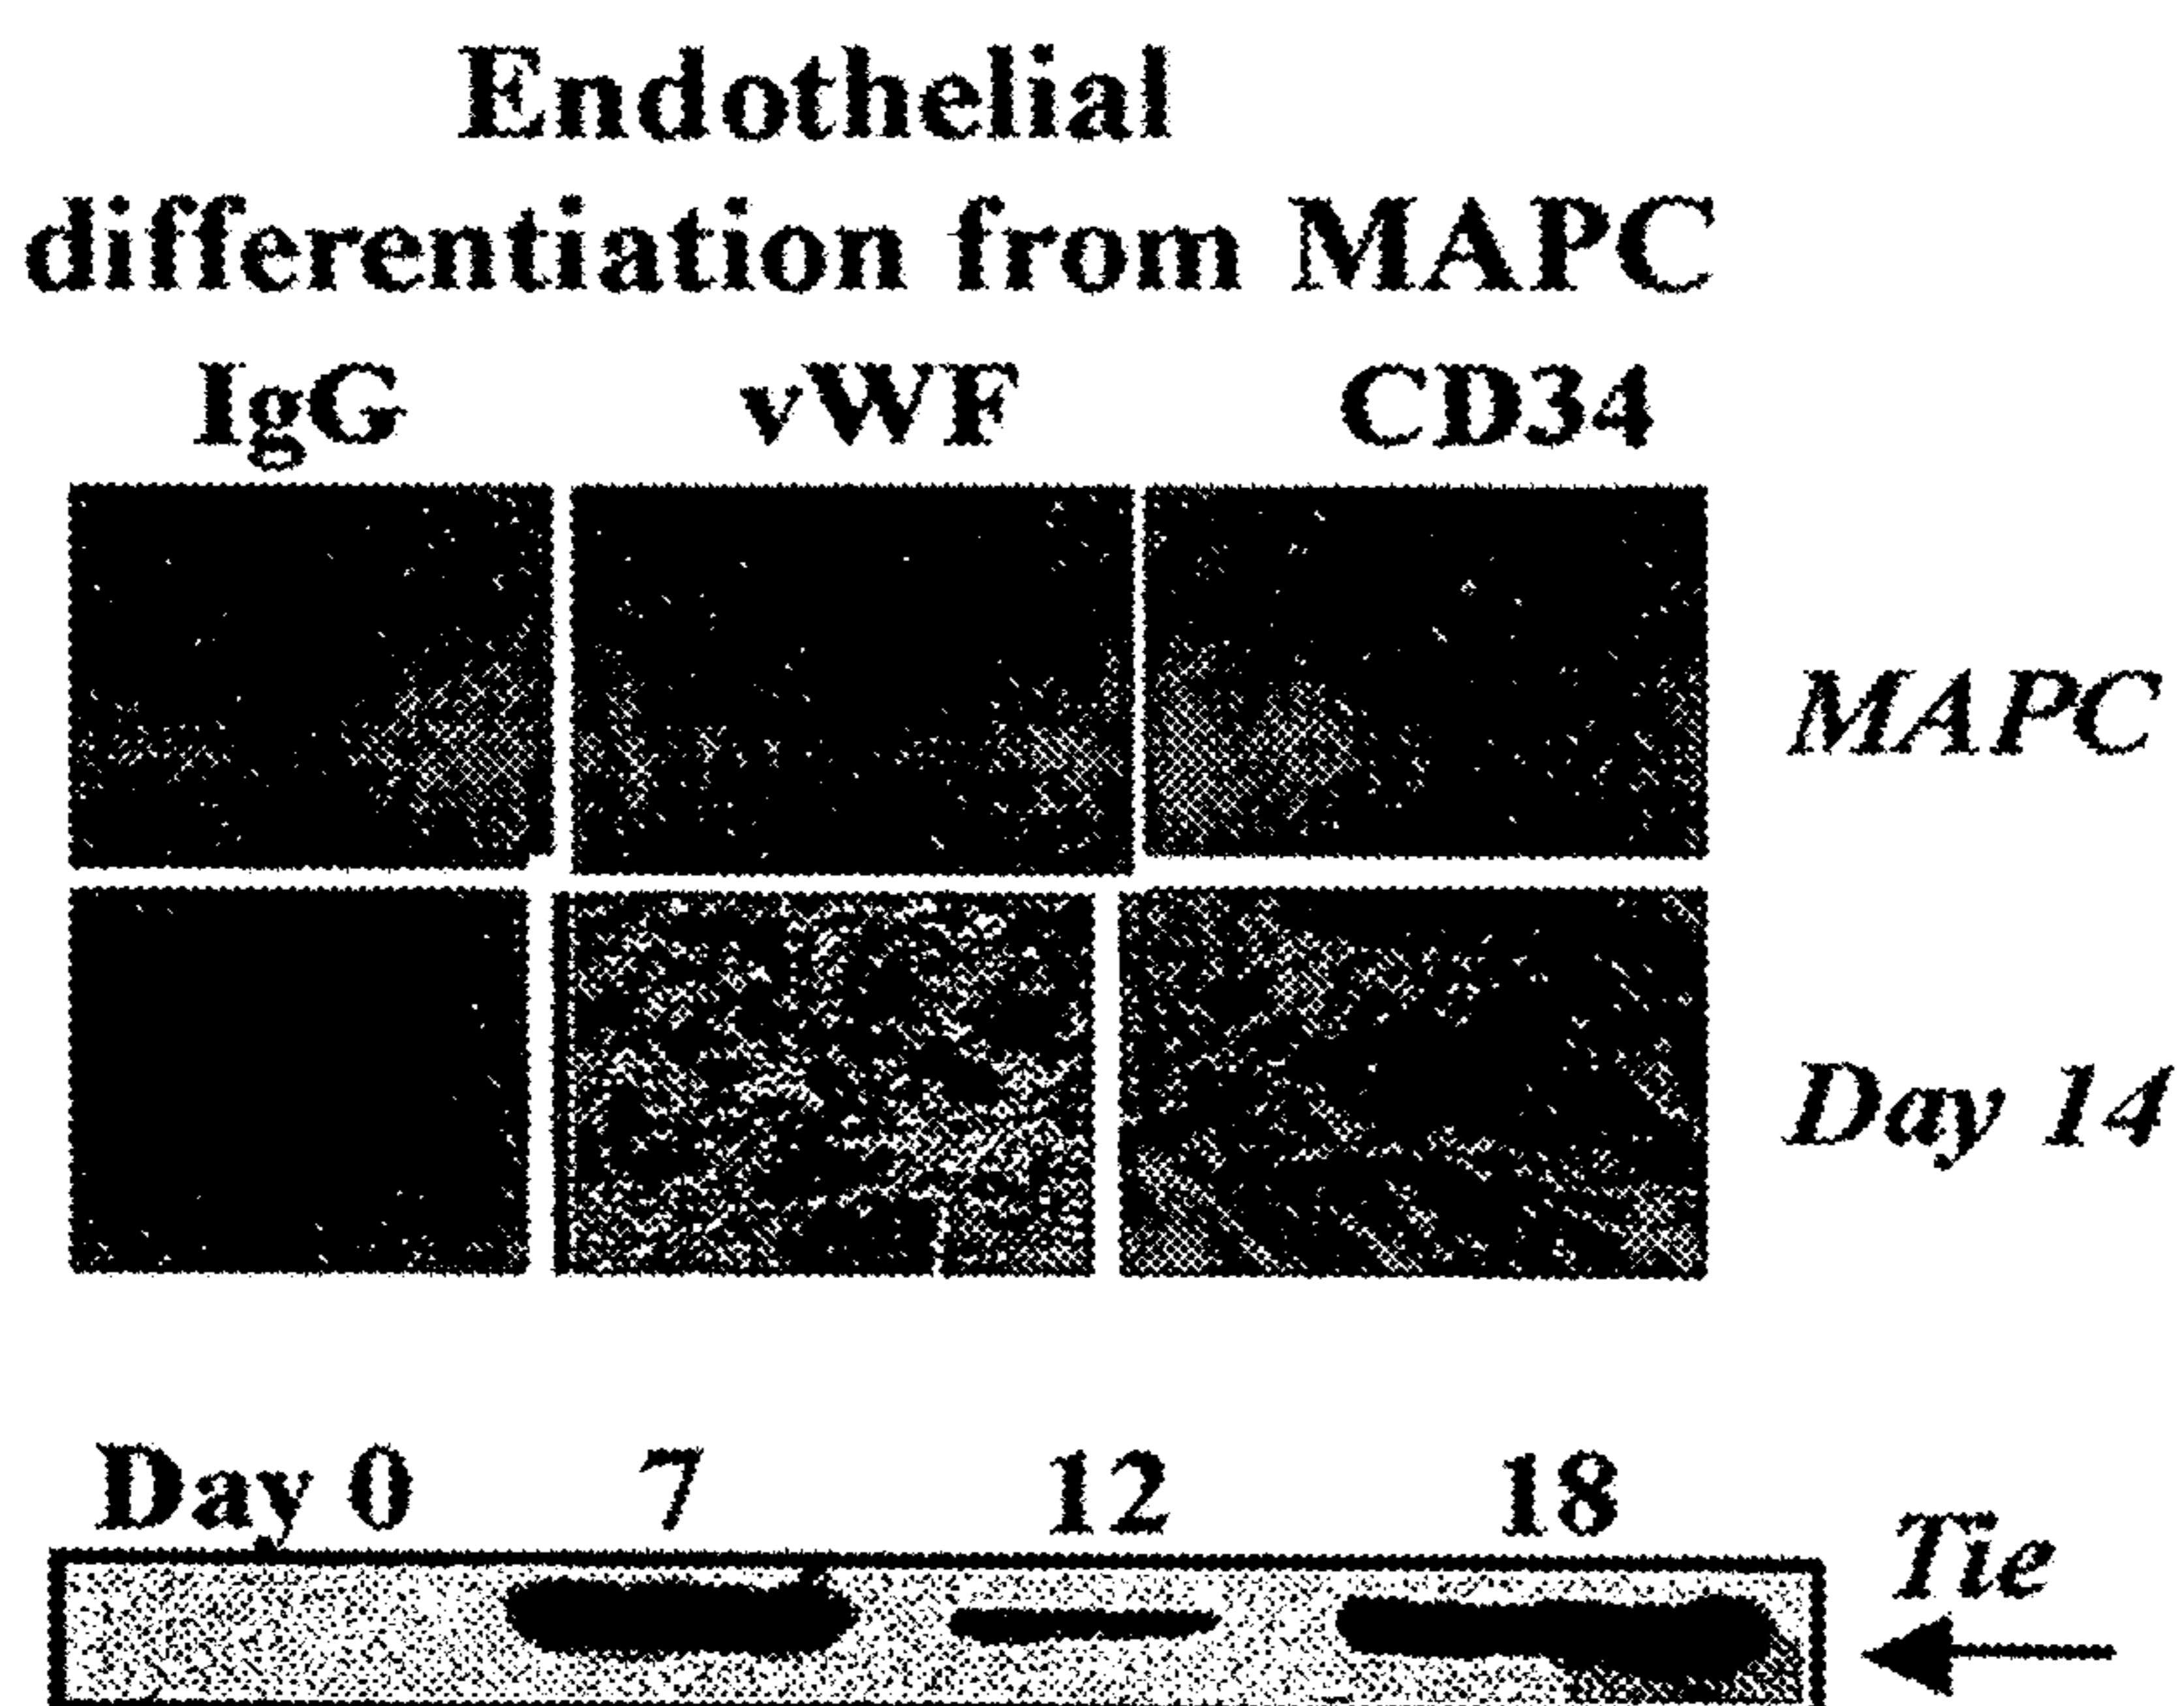 Endothelial
differentiation from MAPC
IgG vWF CD34
MAPC
Day 14
Day 0 7 12 18
Tie